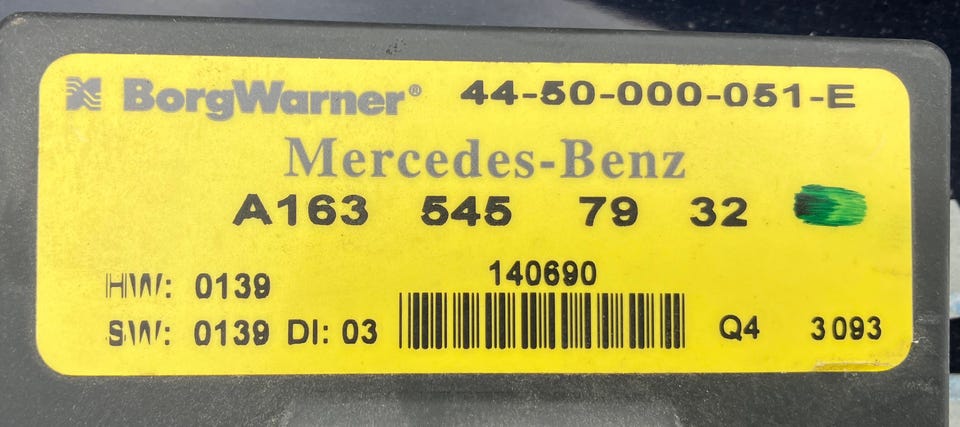 BorgWarner® 44-50-000-051-E
Mercedes-Benz
A163 545 79 32
HW: 0139
140690
SW: 0139 DI: 03
Q4 3093